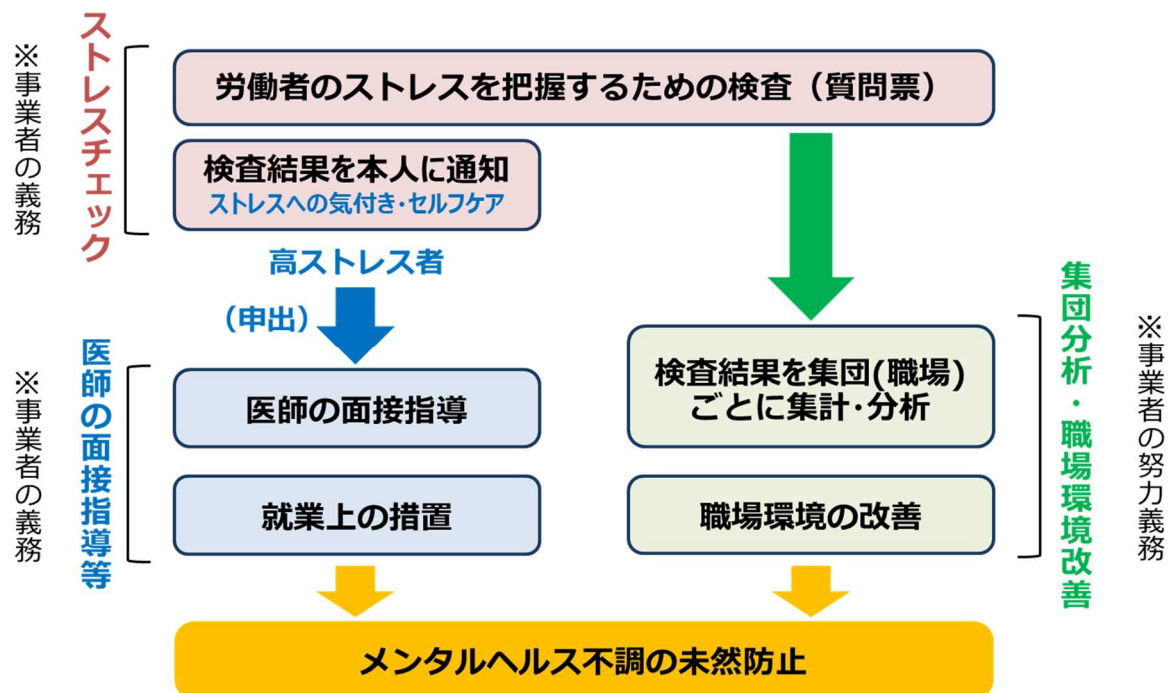 ストレスチェック
※事業者の義務
労働者のストレスを把握するための検査（質問票）
検査結果を本人に通知
ストレスへの気付き･セルフケア
高ストレス者
（申出）
医師の面接指導等
※事業者の義務
医師の面接指導
就業上の措置
検査結果を集団(職場)
ごとに集計･分析
職場環境の改善
集団分析・職場環境改善
※事業者の努力義務
メンタルヘルス不調の未然防止